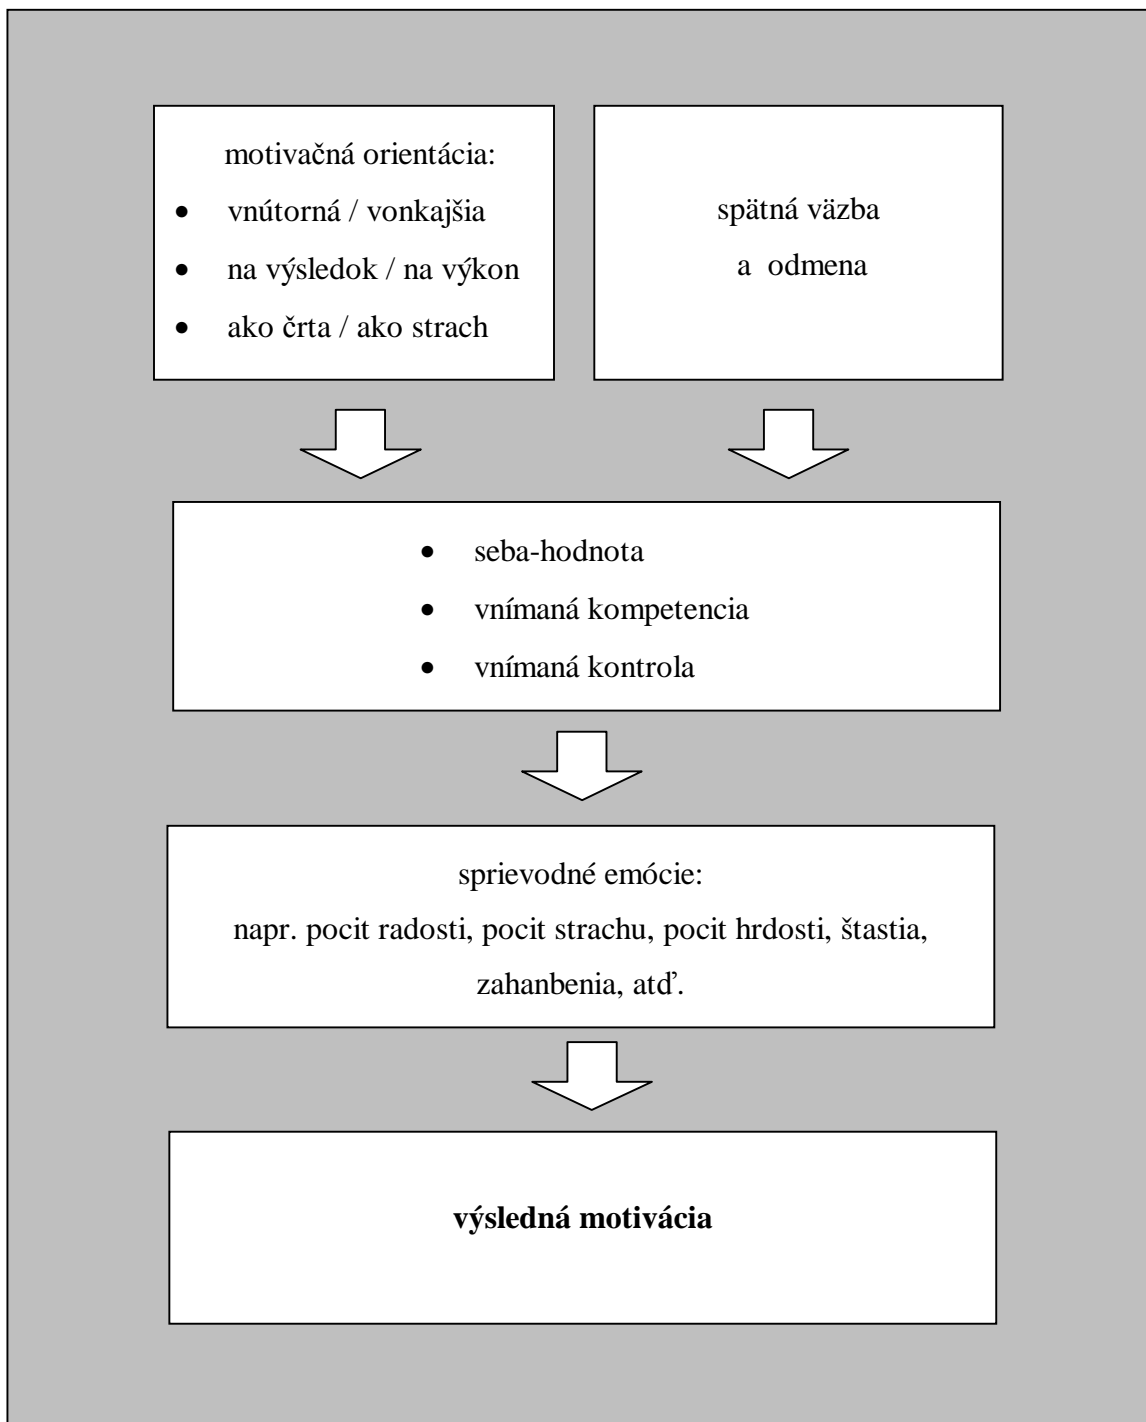 motivačná orientácia:
• vnútorná / vonkajšia
• na výsledok / na výkon
• ako črta / ako strach
spätná väzba
a odmena
• seba-hodnota
• vnímaná kompetencia
• vnímaná kontrola
sprievodné emócie:
napr. pocit radosti, pocit strachu, pocit hrdosti, štastia,
zahanbenia, atď.
výsledná motivácia